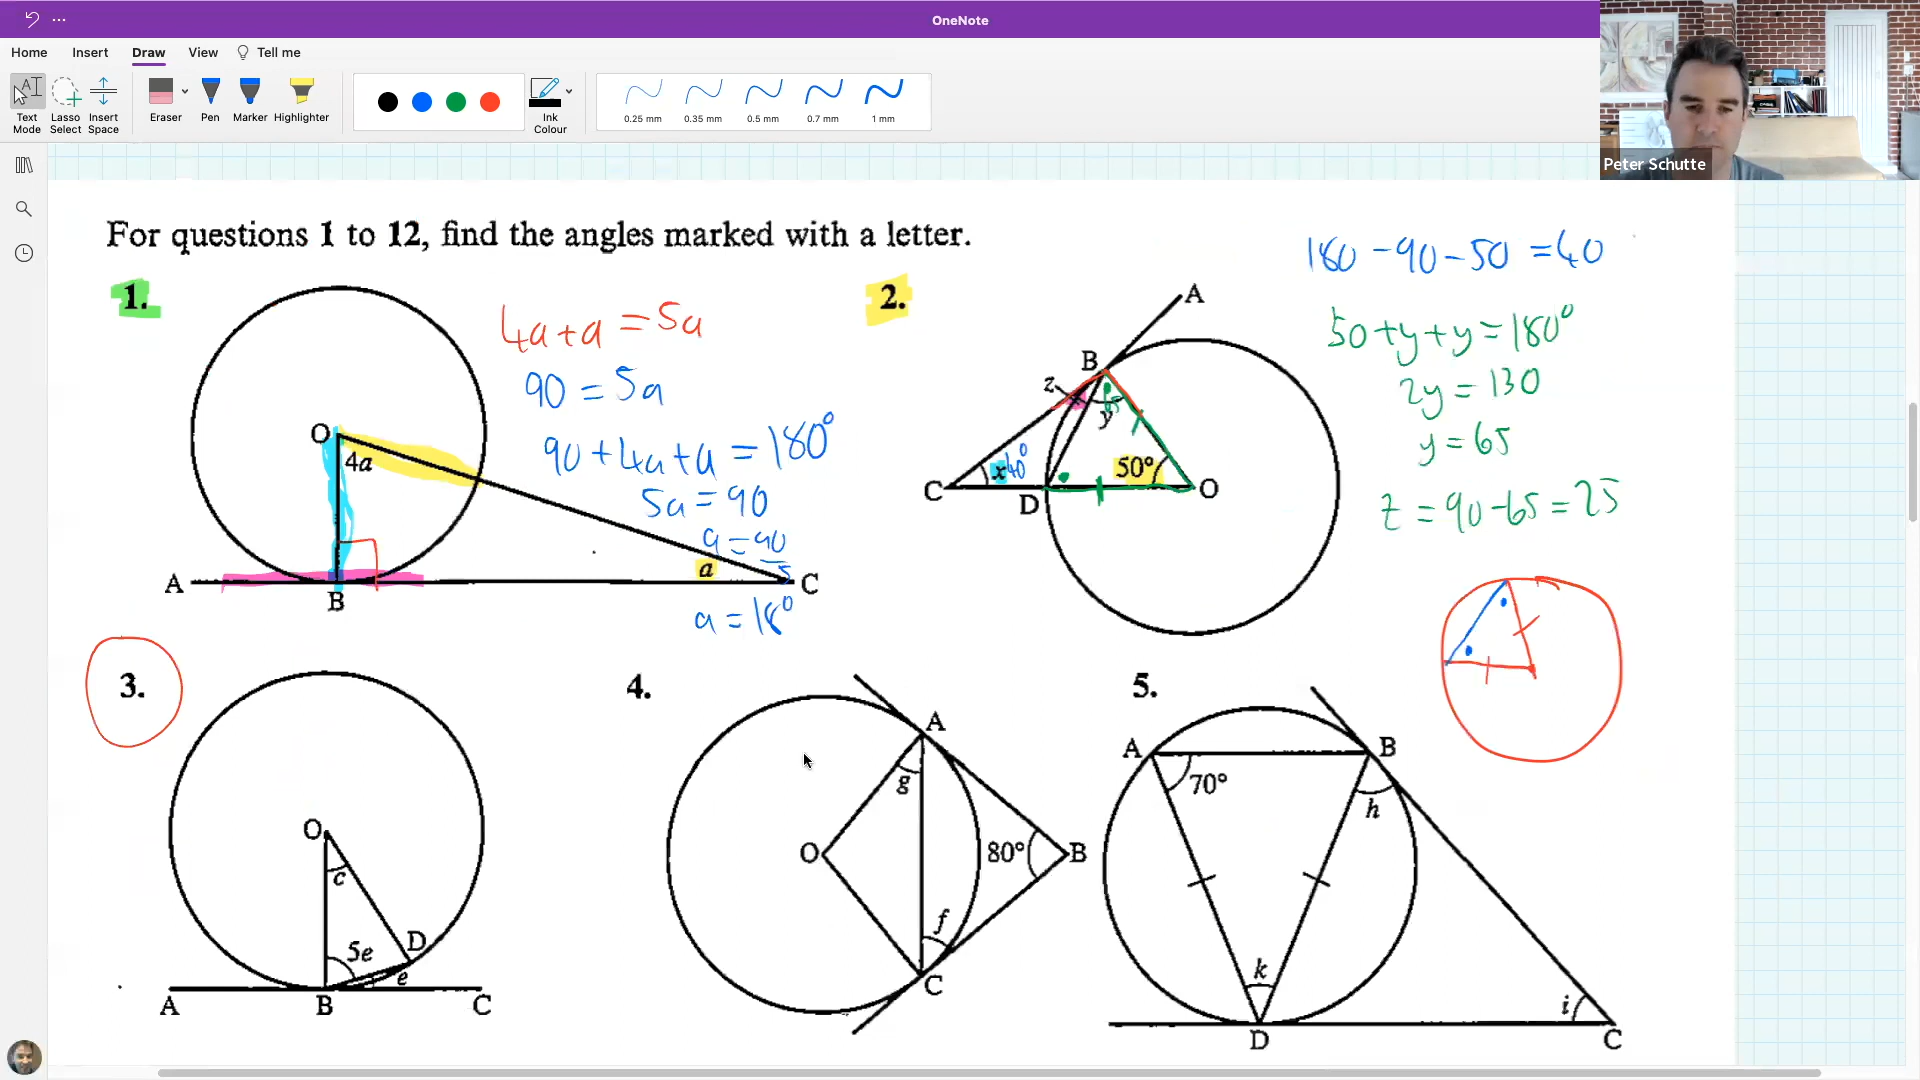 OneNote
Home Insert Draw View Tell me
Text Mode
Lasso Select
Insert Space
Eraser
Pen
Marker
Highlighter
Ink Colour
0.25 mm
0.35 mm
0.5 mm
0.7 mm
1 mm
Peter Schutte
For questions 1 to 12, find the angles marked with a letter.
1.
O
4a
A
B
C
a
4a+a = 5a
90 = 5a
90+4a+a = 180°
5a = 90
a = 90/5
a = 18°
2.
A
B
z
x
y
65
C
x 40°
D
50°
O
180 - 90 - 50 = 40
50+y+y = 180°
2y = 130
y = 65
z = 90-65 = 25
3.
O
c
5e
D
e
A
B
C
4.
A
g
O
80°
B
f
C
5.
A
B
70°
h
k
i
D
C